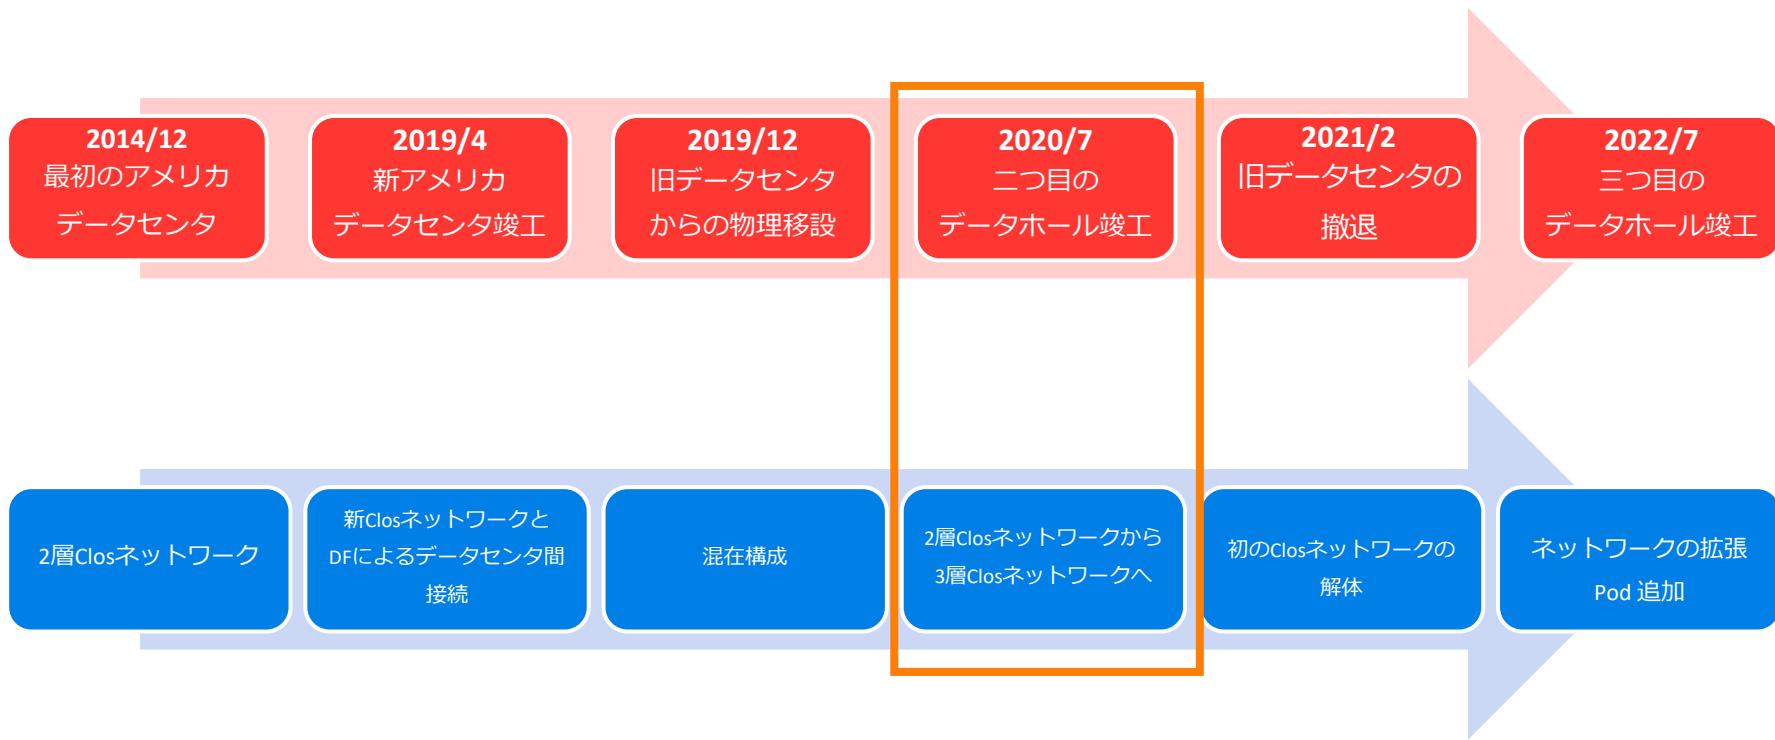 2014/12
最初のアメリカ
データセンタ
2019/4
新アメリカ
データセンタ竣工
2019/12
旧データセンタ
からの物理移設
2020/7
二つ目の
データホール竣工
2021/2
旧データセンタの
撤退
2022/7
三つ目の
データホール竣工
2層Closネットワーク
新Closネットワークと
DFによるデータセンタ間
接続
混在構成
2層Closネットワークから
3層Closネットワークへ
初のClosネットワークの
解体
ネットワークの拡張
Pod 追加